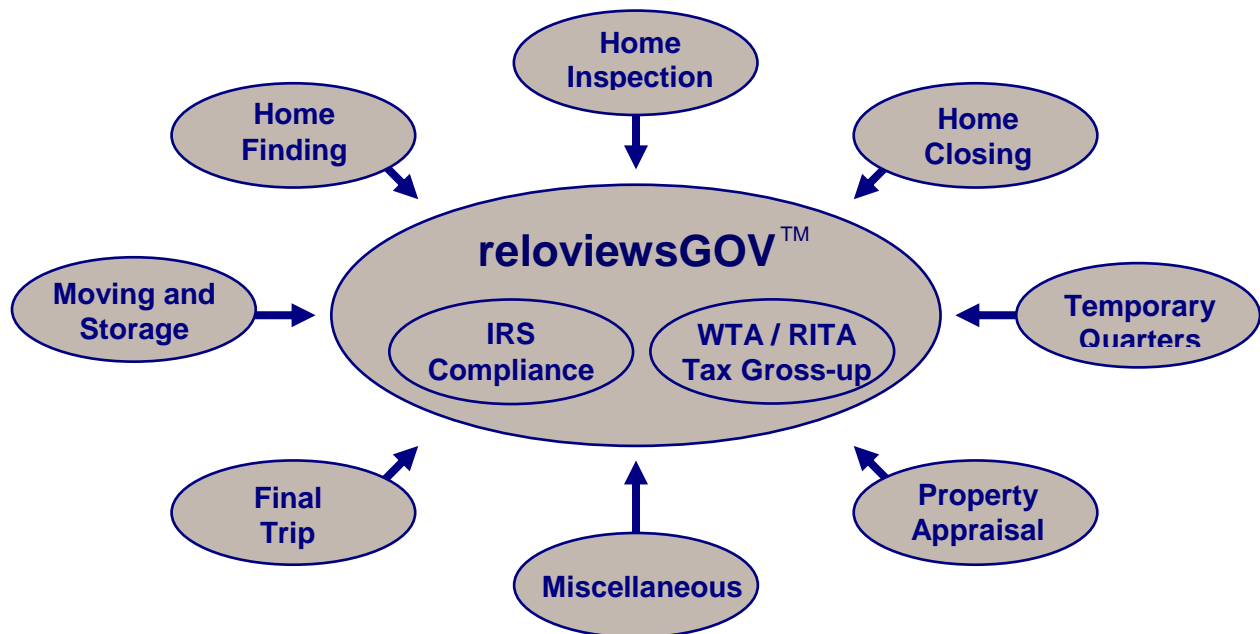 Home
Inspection
Home
Finding
Home
Closing
reloviewsGOV™
Moving and
Storage
IRS
Compliance
WTA / RITA
Tax Gross-up
Temporary
Quarters
Final
Trip
Property
Appraisal
Miscellaneous